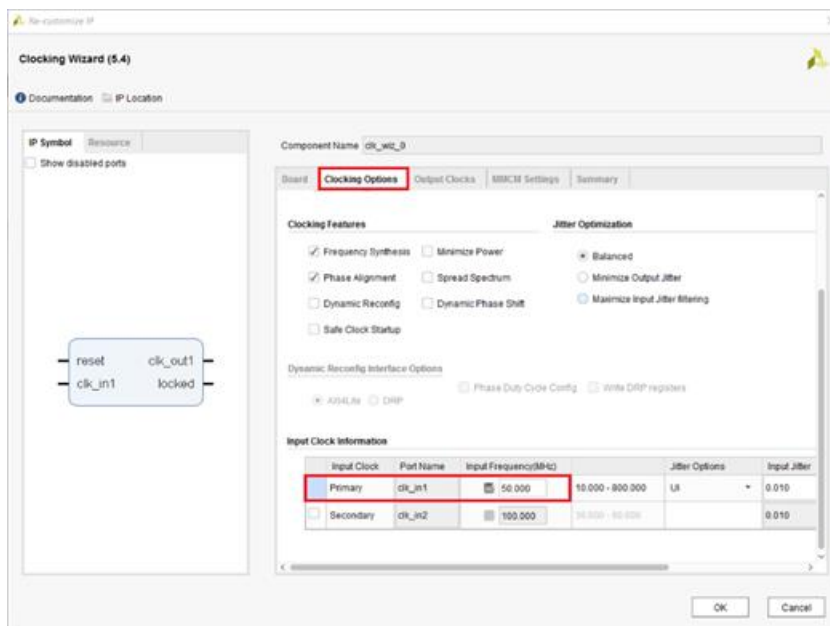 Re-customize IP
Clocking Wizard (5.4)
Documentation IP Location
IP Symbol Resource
Show disabled ports
reset clk_out1
clk_in1 locked
Component Name clk_wiz_0
Board Clocking Options Output Clocks MMCM Settings Summary
Clocking Features Jitter Optimization
Frequency Synthesis Minimize Power Balanced
Phase Alignment Spread Spectrum Minimize Output Jitter
Dynamic Reconfig Dynamic Phase Shift Maximize Input Jitter filtering
Safe Clock Startup
Dynamic Reconfig Interface Options
AXI4Lite DRP Phase Duty Cycle Config Write DRP registers
Input Clock Information
Input Clock Port Name Input Frequency(MHz) Jitter Options Input Jitter
Primary clk_in1 50.000 10.000 - 800.000 UI 0.010
Secondary clk_in2 100.000 0.010
OK Cancel